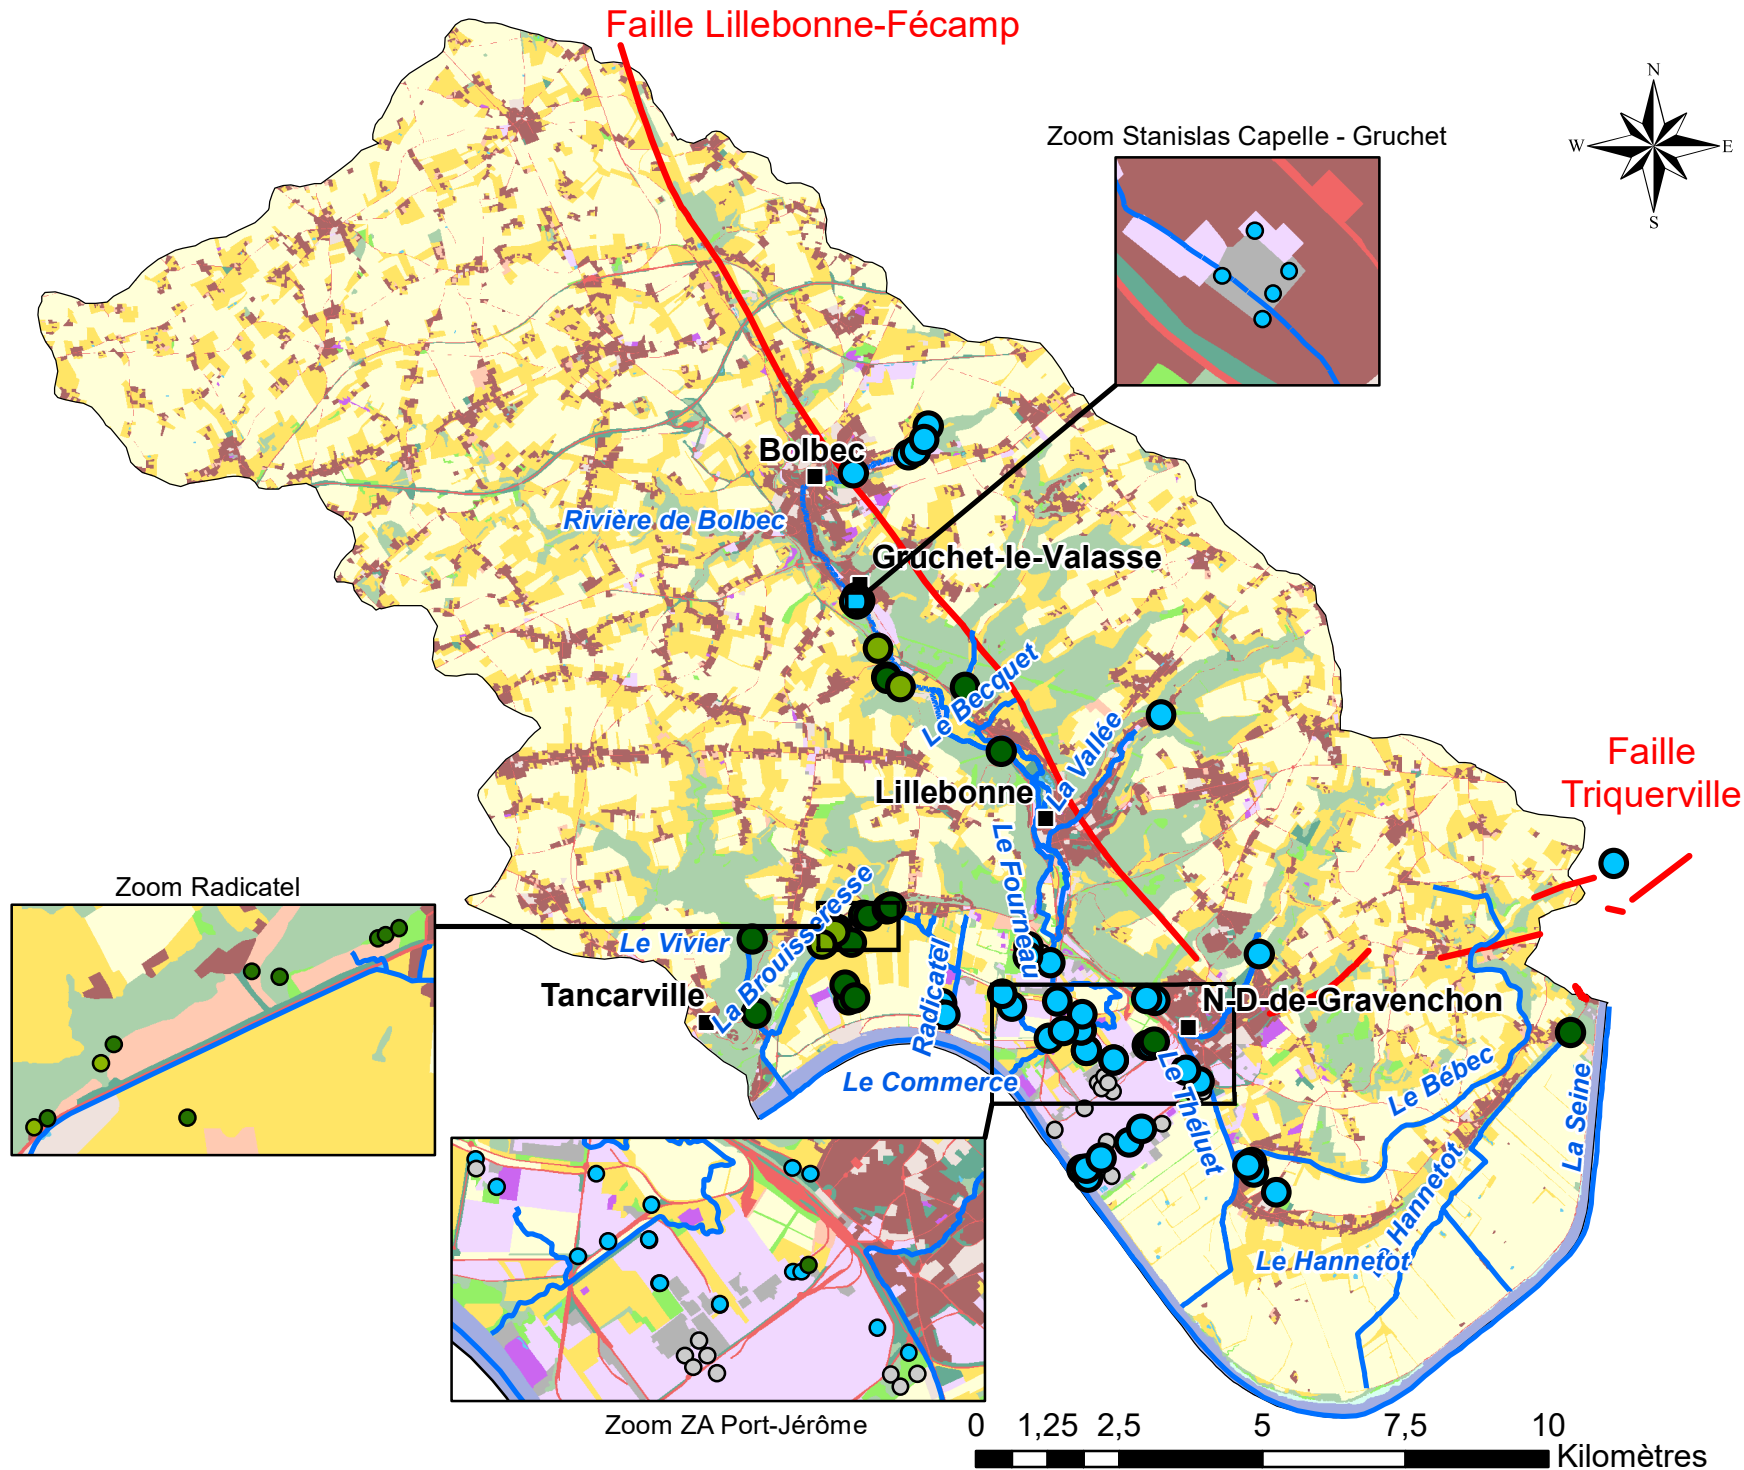 Faille Lillebonne-Fécamp
N
W
E
S
Zoom Stanislas Capelle - Gruchet
Bolbec
Rivière de Bolbec
Gruchet-le-Valasse
Le Becquet
La Vallée
Faille
Triquerville
Lillebonne
Le Fourneau
Zoom Radicatel
La Brouisseresse
Le Vivier
Radicatel
Tancarville
N-D-de-Gravenchon
Le Commerce
Le Théluet
Le Bébec
La Seine
Le Hannetot
Le Hannetot
Zoom ZA Port-Jérôme
0 1,25 2,5 5 7,5 10
Kilomètres